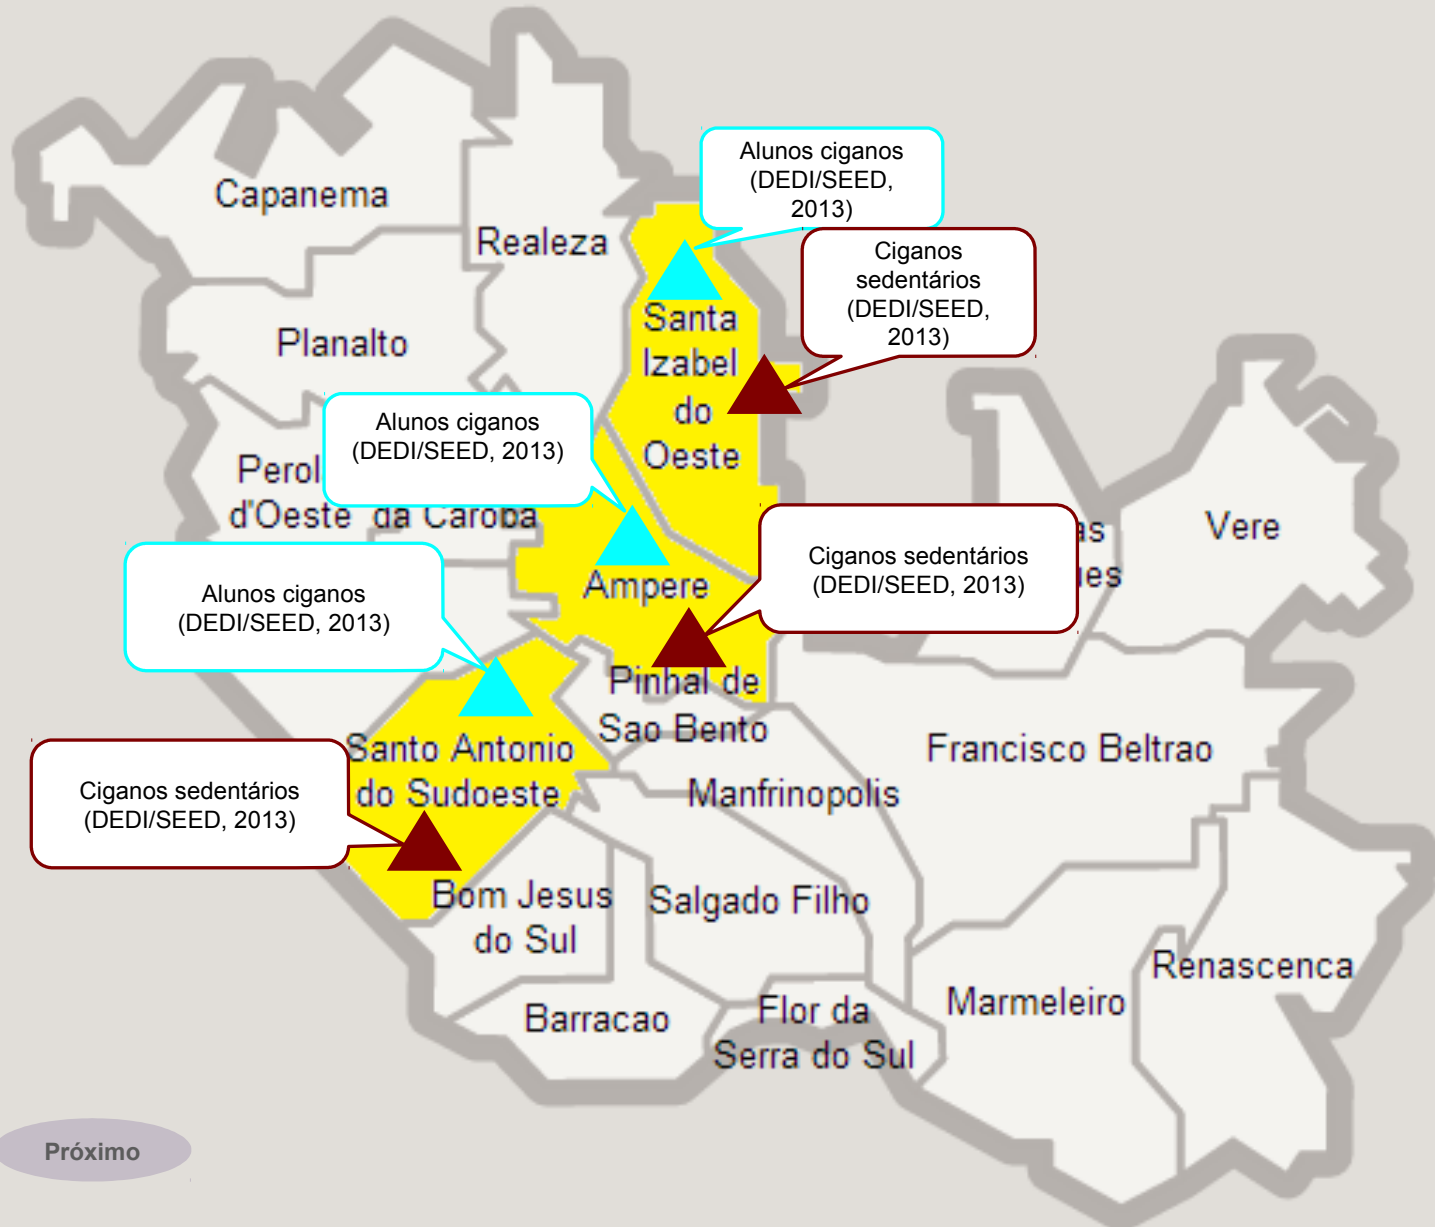 Alunos ciganos
(DEDI/SEED,
2013)
Capanema
Realeza
Ciganos
sedentários
(DEDI/SEED,
2013)
Santa
Izabel
do
Oeste
Planalto
Alunos ciganos
(DEDI/SEED, 2013)
d'Oeste da Caroba
Vere
Ciganos sedentários
(DEDI/SEED, 2013)
Ampere
Alunos ciganos
(DEDI/SEED, 2013)
Pinhal de
Sao Bento
Santo Antonio
do Sudoeste
Francisco Beltrao
Manfrinopolis
Ciganos sedentários
(DEDI/SEED, 2013)
Bom Jesus
do Sul
Salgado Filho
Renascenca
Marmeleiro
Barracao
Flor da
Serra do Sul
Próximo